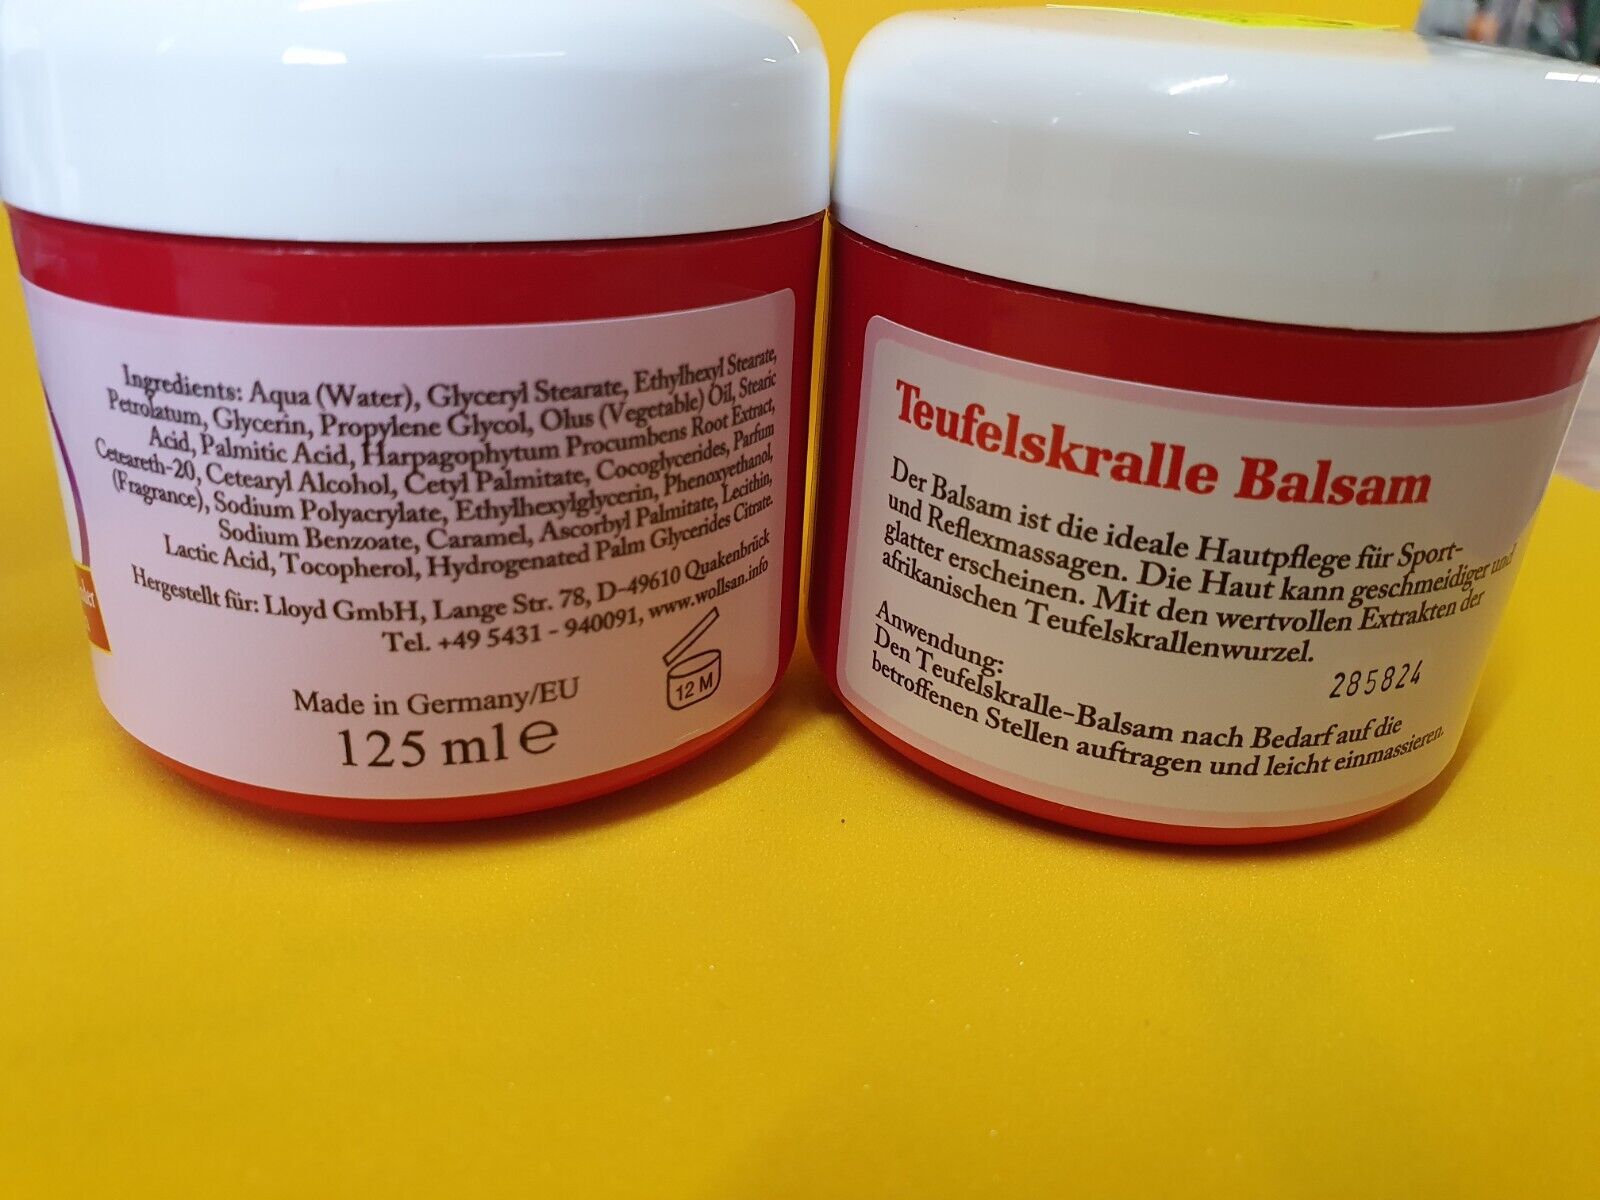 Ingredients: Aqua (Water), Glyceryl Stearate, Ethylhexyl Stearate,
Petrolatum, Glycerin, Propylene Glycol, Olus (Vegetable) Oil, Stearic
Acid, Palmitic Acid, Harpagophytum Procumbens Root Extract,
Ceteareth-20, Cetearyl Alcohol, Cetyl Palmitate, Cocoglycerides, Parfum
(Fragrance), Sodium Polyacrylate, Ethylhexylglycerin, Phenoxyethanol,
Sodium Benzoate, Caramel, Ascorbyl Palmitate, Lecithin,
Lactic Acid, Tocopherol, Hydrogenated Palm Glycerides Citrate.
Hergestellt für: Lloyd GmbH, Lange Str. 78, D-49610 Quakenbrück
Tel. +49 5431 - 940091, www.wollsan.info
12 M
Made in Germany/EU
125 ml e
Teufelskralle Balsam
Der Balsam ist die ideale Hautpflege für Sport-
und Reflexmassagen. Die Haut kann geschmeidiger und
glatter erscheinen. Mit den wertvollen Extrakten der
afrikanischen Teufelskrallenwurzel.
285824
Anwendung:
Den Teufelskralle-Balsam nach Bedarf auf die
betroffenen Stellen auftragen und leicht einmassieren.